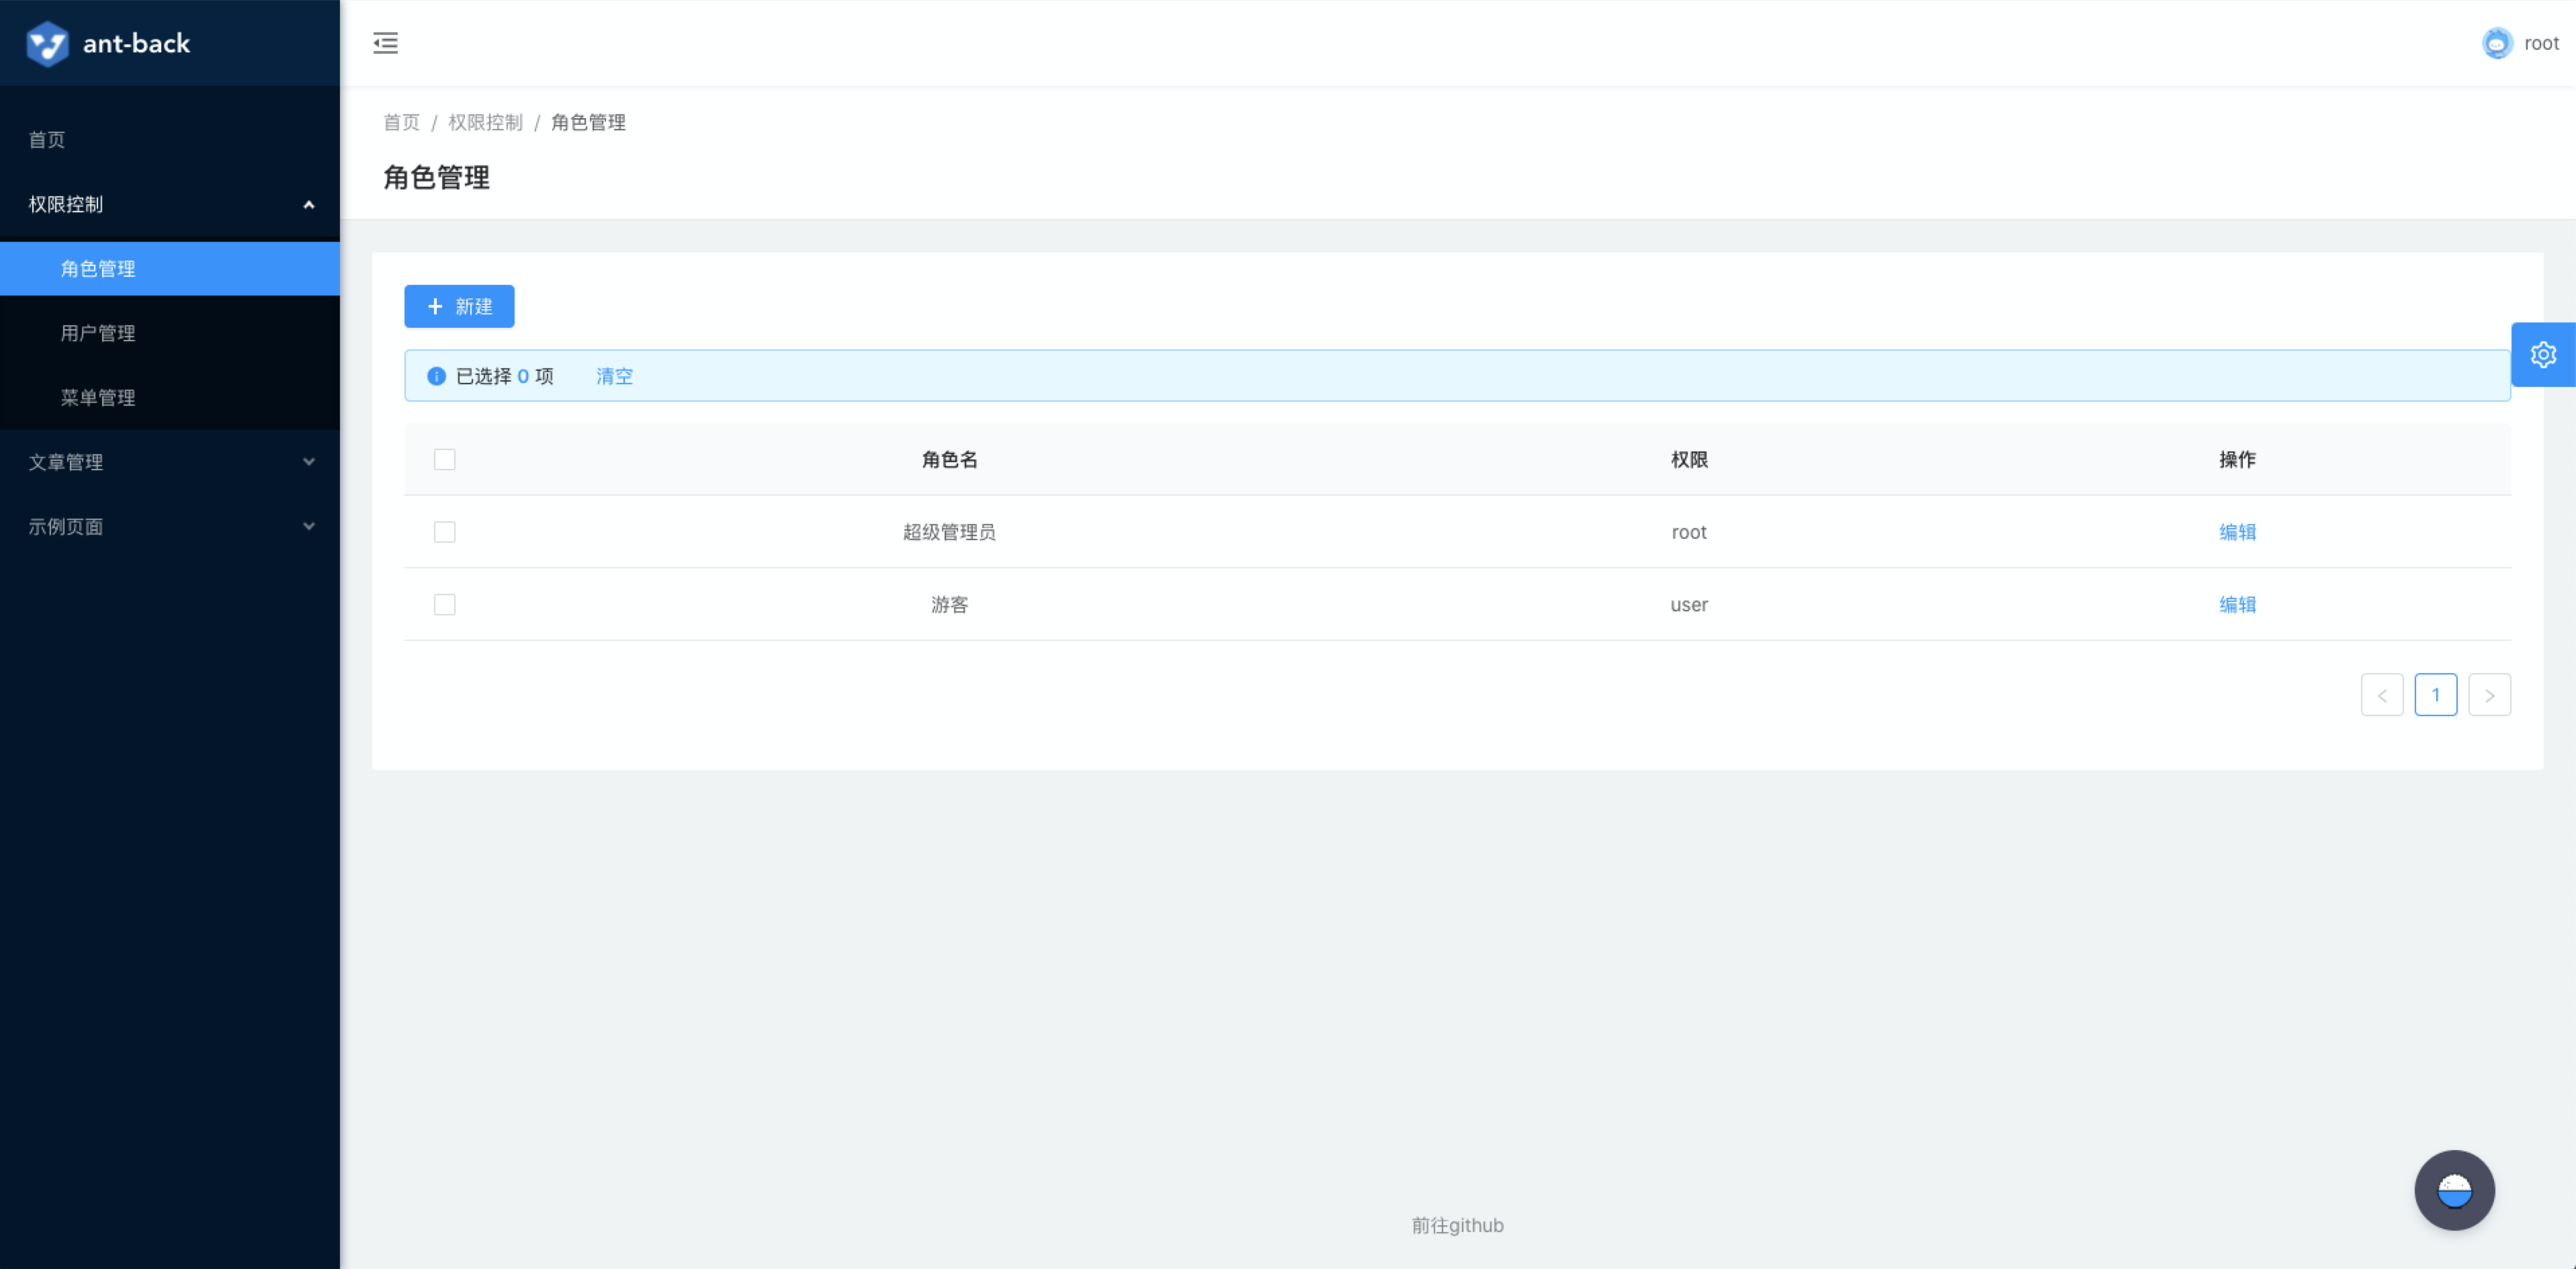 ant-back
root
首页
权限控制
角色管理
用户管理
菜单管理
文章管理
示例页面
首页 / 权限控制 / 角色管理
角色管理
+ 新建
已选择 0 项 清空
角色名 权限 操作
超级管理员 root 编辑
游客 user 编辑
< 1 >
前往github